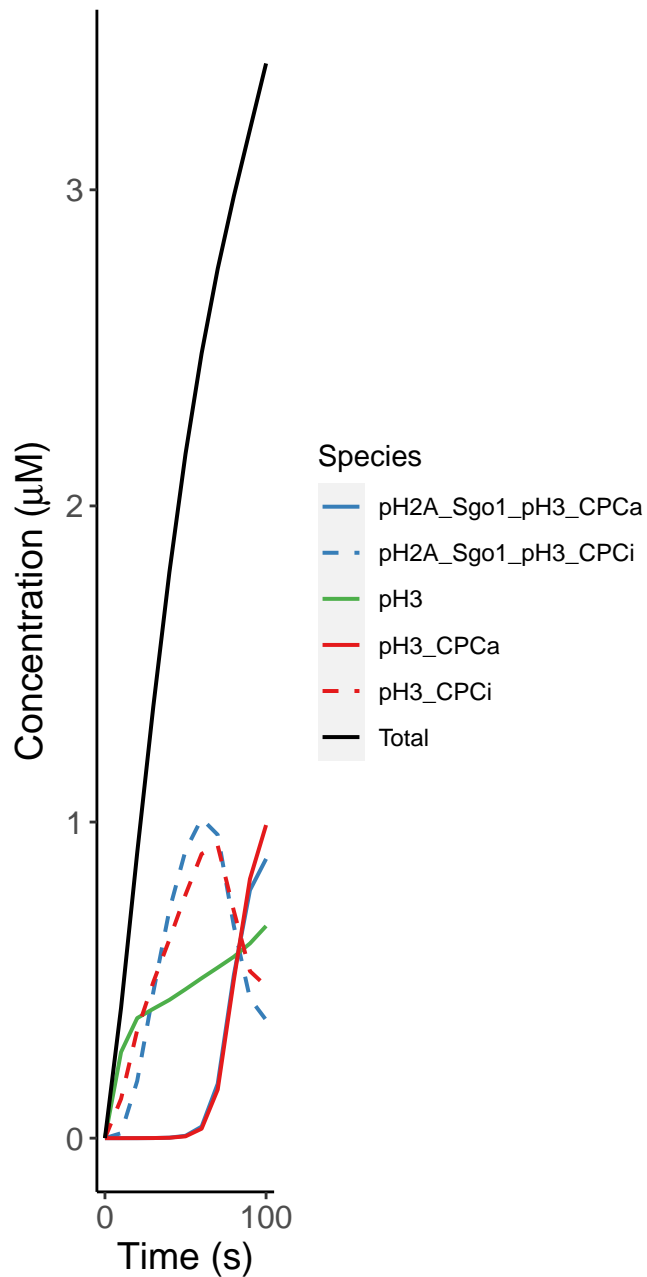 3
2
1
0
0
100
Time (s)
Concentration (μM)
Species
pH2A_Sgo1_pH3_CPCa
pH2A_Sgo1_pH3_CPCi
pH3
pH3_CPCa
pH3_CPCi
Total